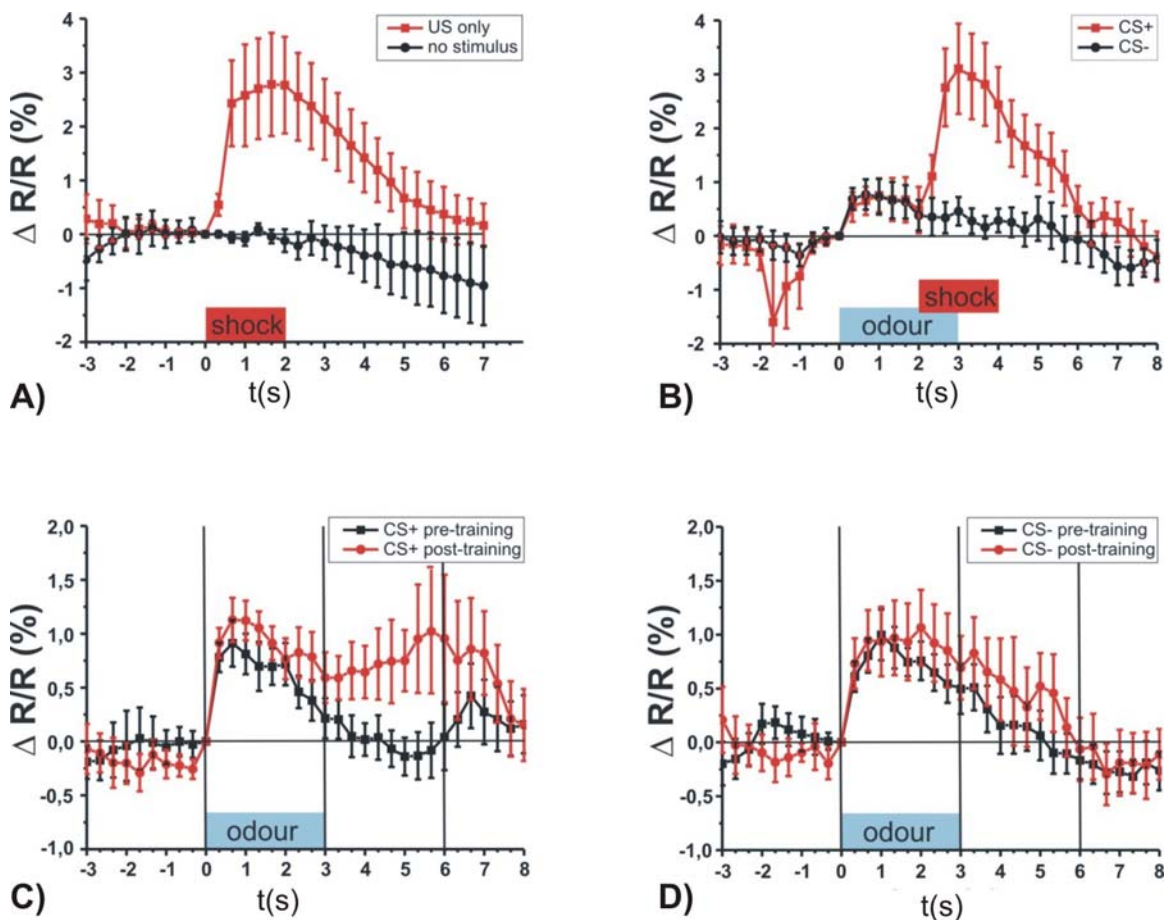 US only
no stimulus
Δ R/R (%)
4
3
2
1
0
-1
-2
shock
-3 -2 -1 0 1 2 3 4 5 6 7
t(s)
A)
CS+
CS-
Δ R/R (%)
4
3
2
1
0
-1
-2
shock
odour
-3 -2 -1 0 1 2 3 4 5 6 7 8
t(s)
B)
CS+ pre-training
CS+ post-training
Δ R/R (%)
2,0
1,5
1,0
0,5
0,0
-0,5
-1,0
odour
-3 -2 -1 0 1 2 3 4 5 6 7 8
t(s)
C)
CS- pre-training
CS- post-training
Δ R/R (%)
2,0
1,5
1,0
0,5
0,0
-0,5
-1,0
odour
-3 -2 -1 0 1 2 3 4 5 6 7 8
t(s)
D)